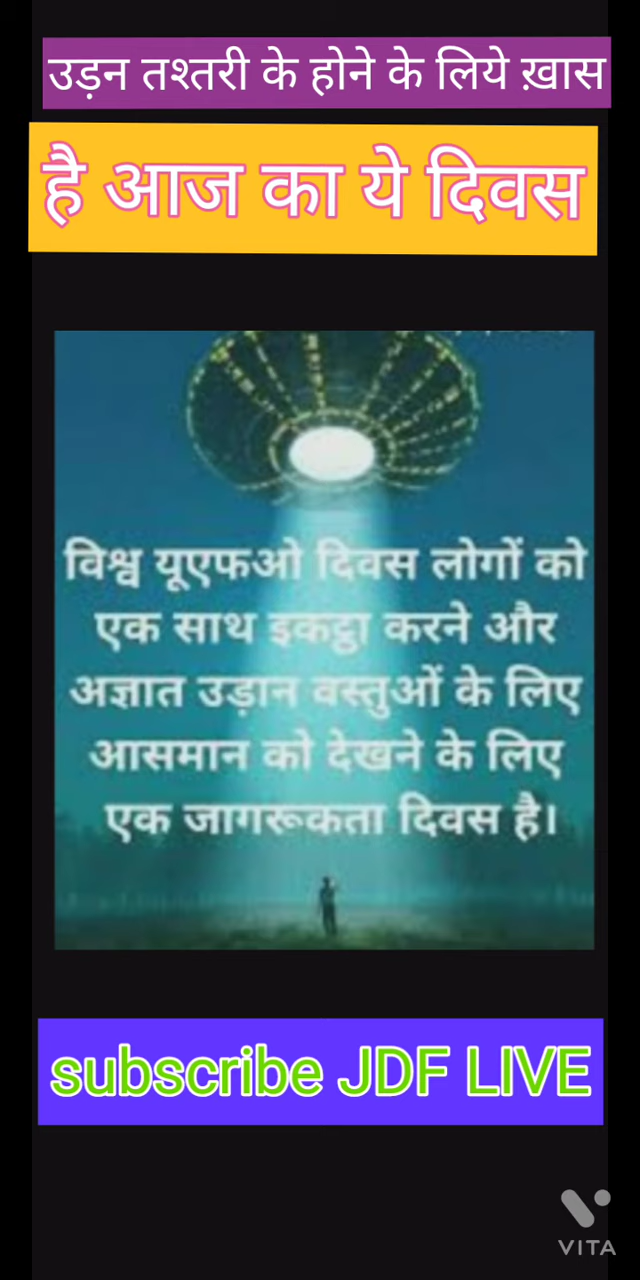 उड़न तश्तरी के होने के लिये ख़ास
है आज का ये दिवस
विश्व यूएफओ दिवस लोगों को
एक साथ इकट्ठा करने और
अज्ञात उड़ान वस्तुओं के लिए
आसमान को देखने के लिए
एक जागरूकता दिवस है।
subscribe JDF LIVE
VITA